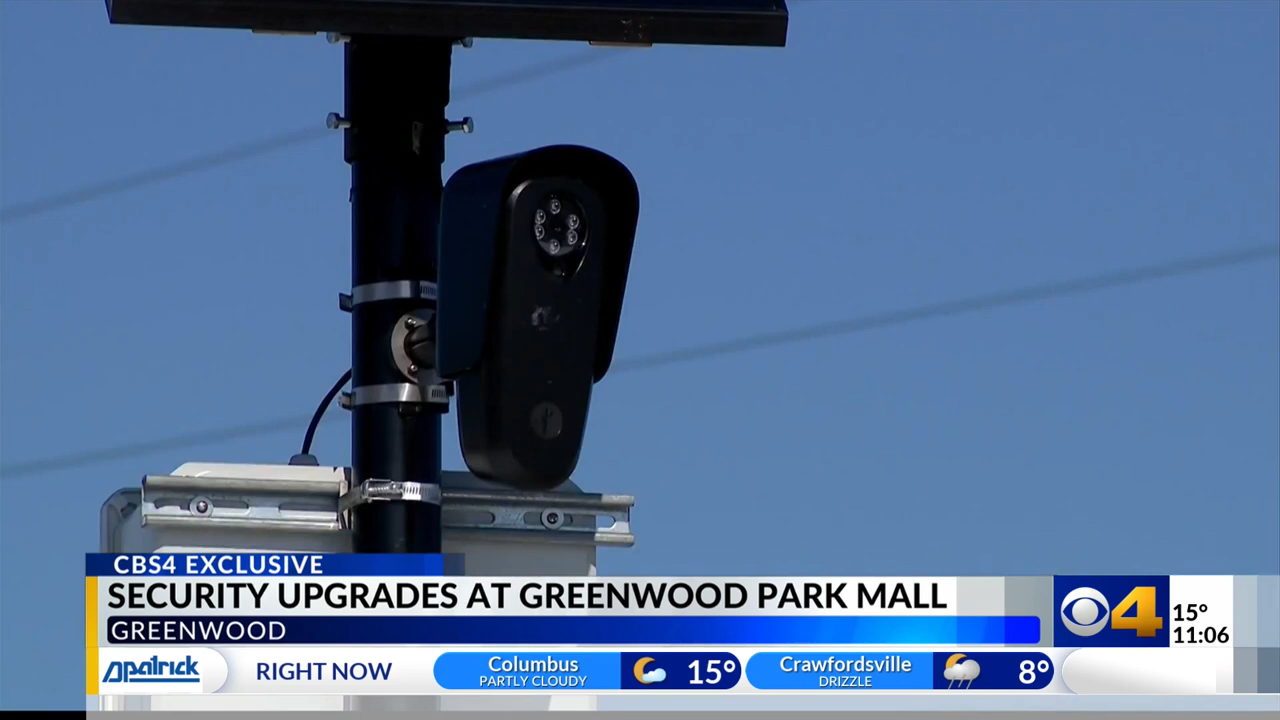 CBS4 EXCLUSIVE
SECURITY UPGRADES AT GREENWOOD PARK MALL
GREENWOOD
4
15°
11:06
apatrick
RIGHT NOW
Columbus
PARTLY CLOUDY
15°
Crawfordsville
DRIZZLE
8°